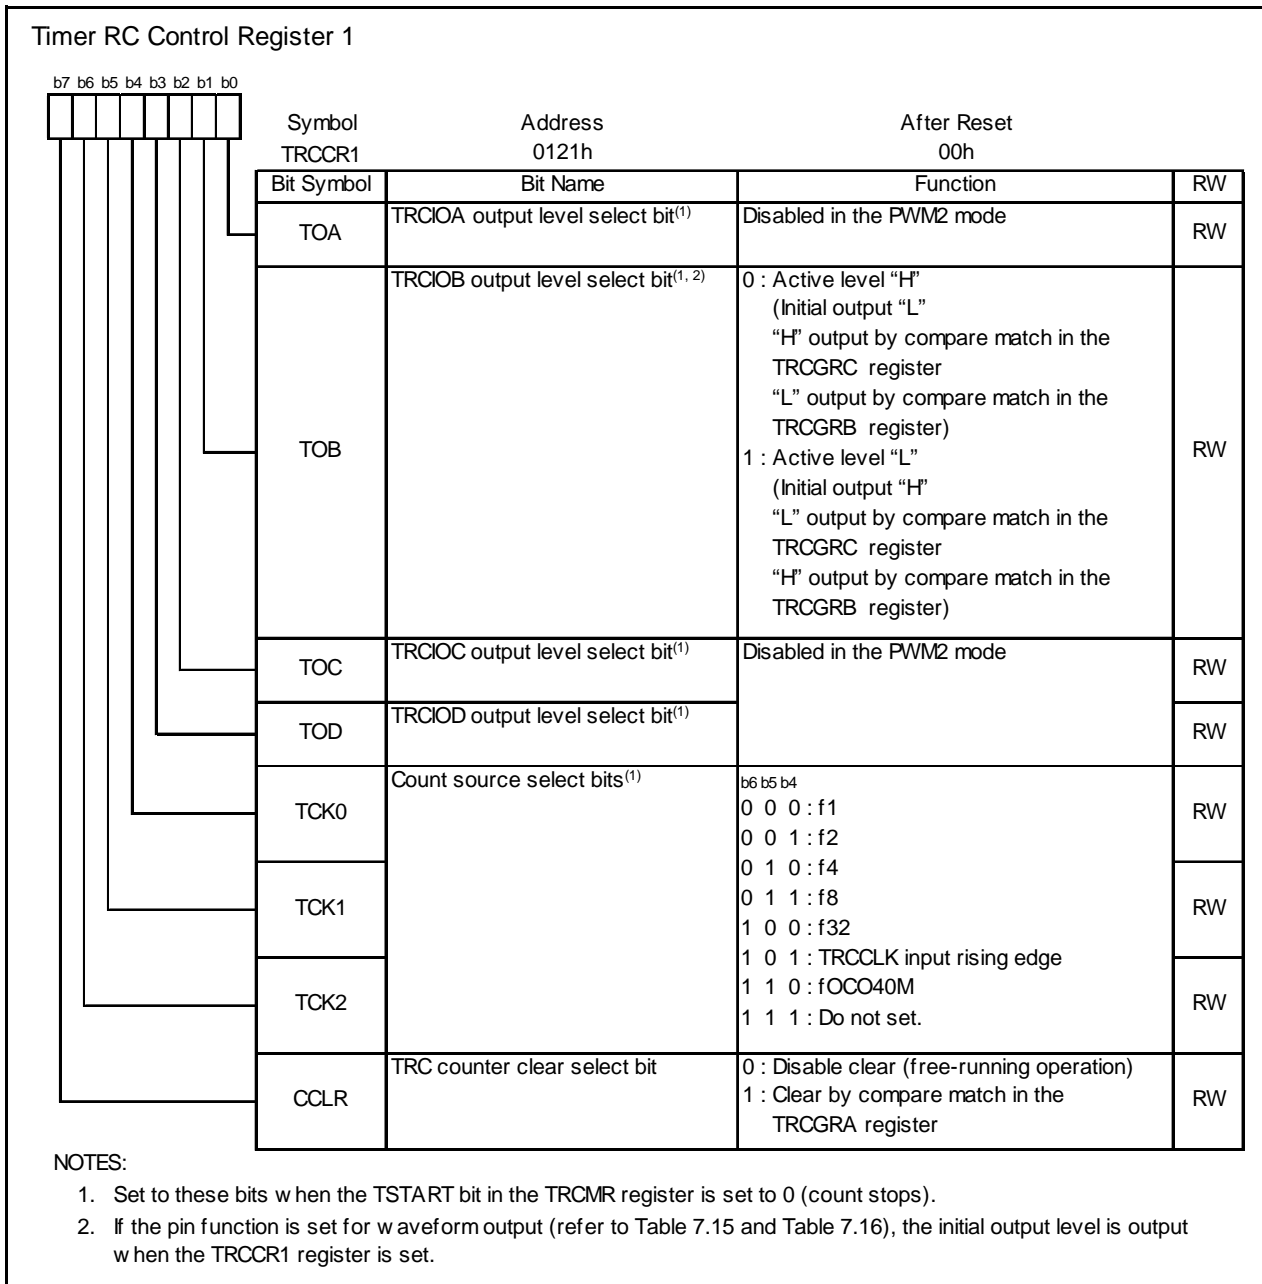 Timer RC Control Register 1
b7 b6 b5 b4 b3 b2 b1 b0
Symbol Address After Reset
TRCCR1 0121h 00h
Bit Symbol Bit Name Function RW
TOA TRCIOA output level select bit(1) Disabled in the PWM2 mode RW
TOB TRCIOB output level select bit(1, 2) 0 : Active level “H” RW
(Initial output “L”
“H” output by compare match in the
TRCGRC register
“L” output by compare match in the
TRCGRB register)
1 : Active level “L”
(Initial output “H”
“L” output by compare match in the
TRCGRC register
“H” output by compare match in the
TRCGRB register)
TOC TRCIOC output level select bit(1) Disabled in the PWM2 mode RW
TOD TRCIOD output level select bit(1) RW
TCK0 Count source select bits(1) b6 b5 b4 RW
0 0 0 : f1
0 0 1 : f2
0 1 0 : f4
TCK1 0 1 1 : f8 RW
1 0 0 : f32
1 0 1 : TRCCLK input rising edge
TCK2 1 1 0 : fOCO40M RW
1 1 1 : Do not set.
CCLR TRC counter clear select bit 0 : Disable clear (free-running operation) RW
1 : Clear by compare match in the
TRCGRA register
NOTES:
1. Set to these bits when the TSTART bit in the TRCMR register is set to 0 (count stops).
2. If the pin function is set for waveform output (refer to Table 7.15 and Table 7.16), the initial output level is output
when the TRCCR1 register is set.